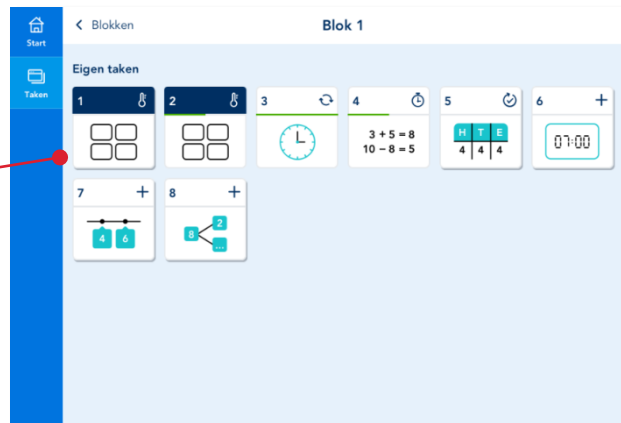 Start
Taken
Blokken
Blok 1
Eigen taken
1
2
3
4
3 + 5 = 8
10 − 8 = 5
5
H T E
4 4 4
6
07:00
7
4 6
8
8
2
...